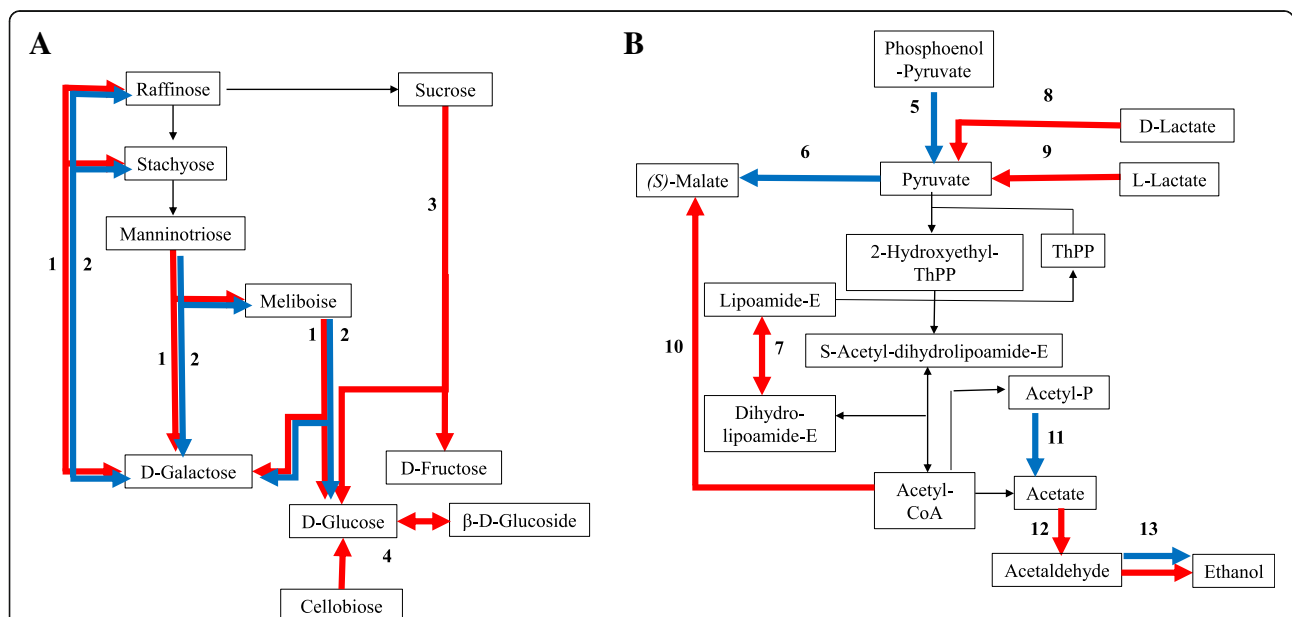 A
Raffinose
Sucrose
Stachyose
3
Manninotriose
1
2
Meliboise
1
2
1
2
D-Galactose
D-Fructose
D-Glucose
β-D-Glucoside
4
Cellobiose
B
Phosphoenol
-Pyruvate
5
8
D-Lactate
6
9
(S)-Malate
Pyruvate
L-Lactate
2-Hydroxyethyl-
ThPP
ThPP
Lipoamide-E
10
7
S-Acetyl-dihydrolipoamide-E
Acetyl-P
Dihydro-
lipoamide-E
11
Acetyl-
CoA
Acetate
12
13
Acetaldehyde
Ethanol